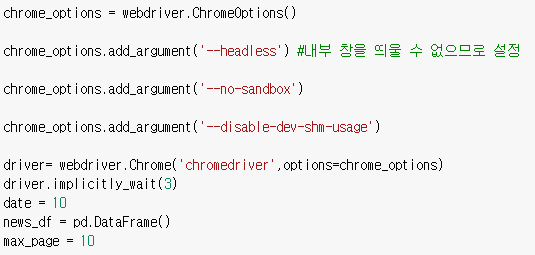 chrome_options = webdriver.ChromeOptions()
chrome_options.add_argument('--headless') #내부 창을 띄울 수 없으므로 설정
chrome_options.add_argument('--no-sandbox')
chrome_options.add_argument('--disable-dev-shm-usage')
driver= webdriver.Chrome('chromedriver',options=chrome_options)
driver.implicitly_wait(3)
date = 10
news_df = pd.DataFrame()
max_page = 10